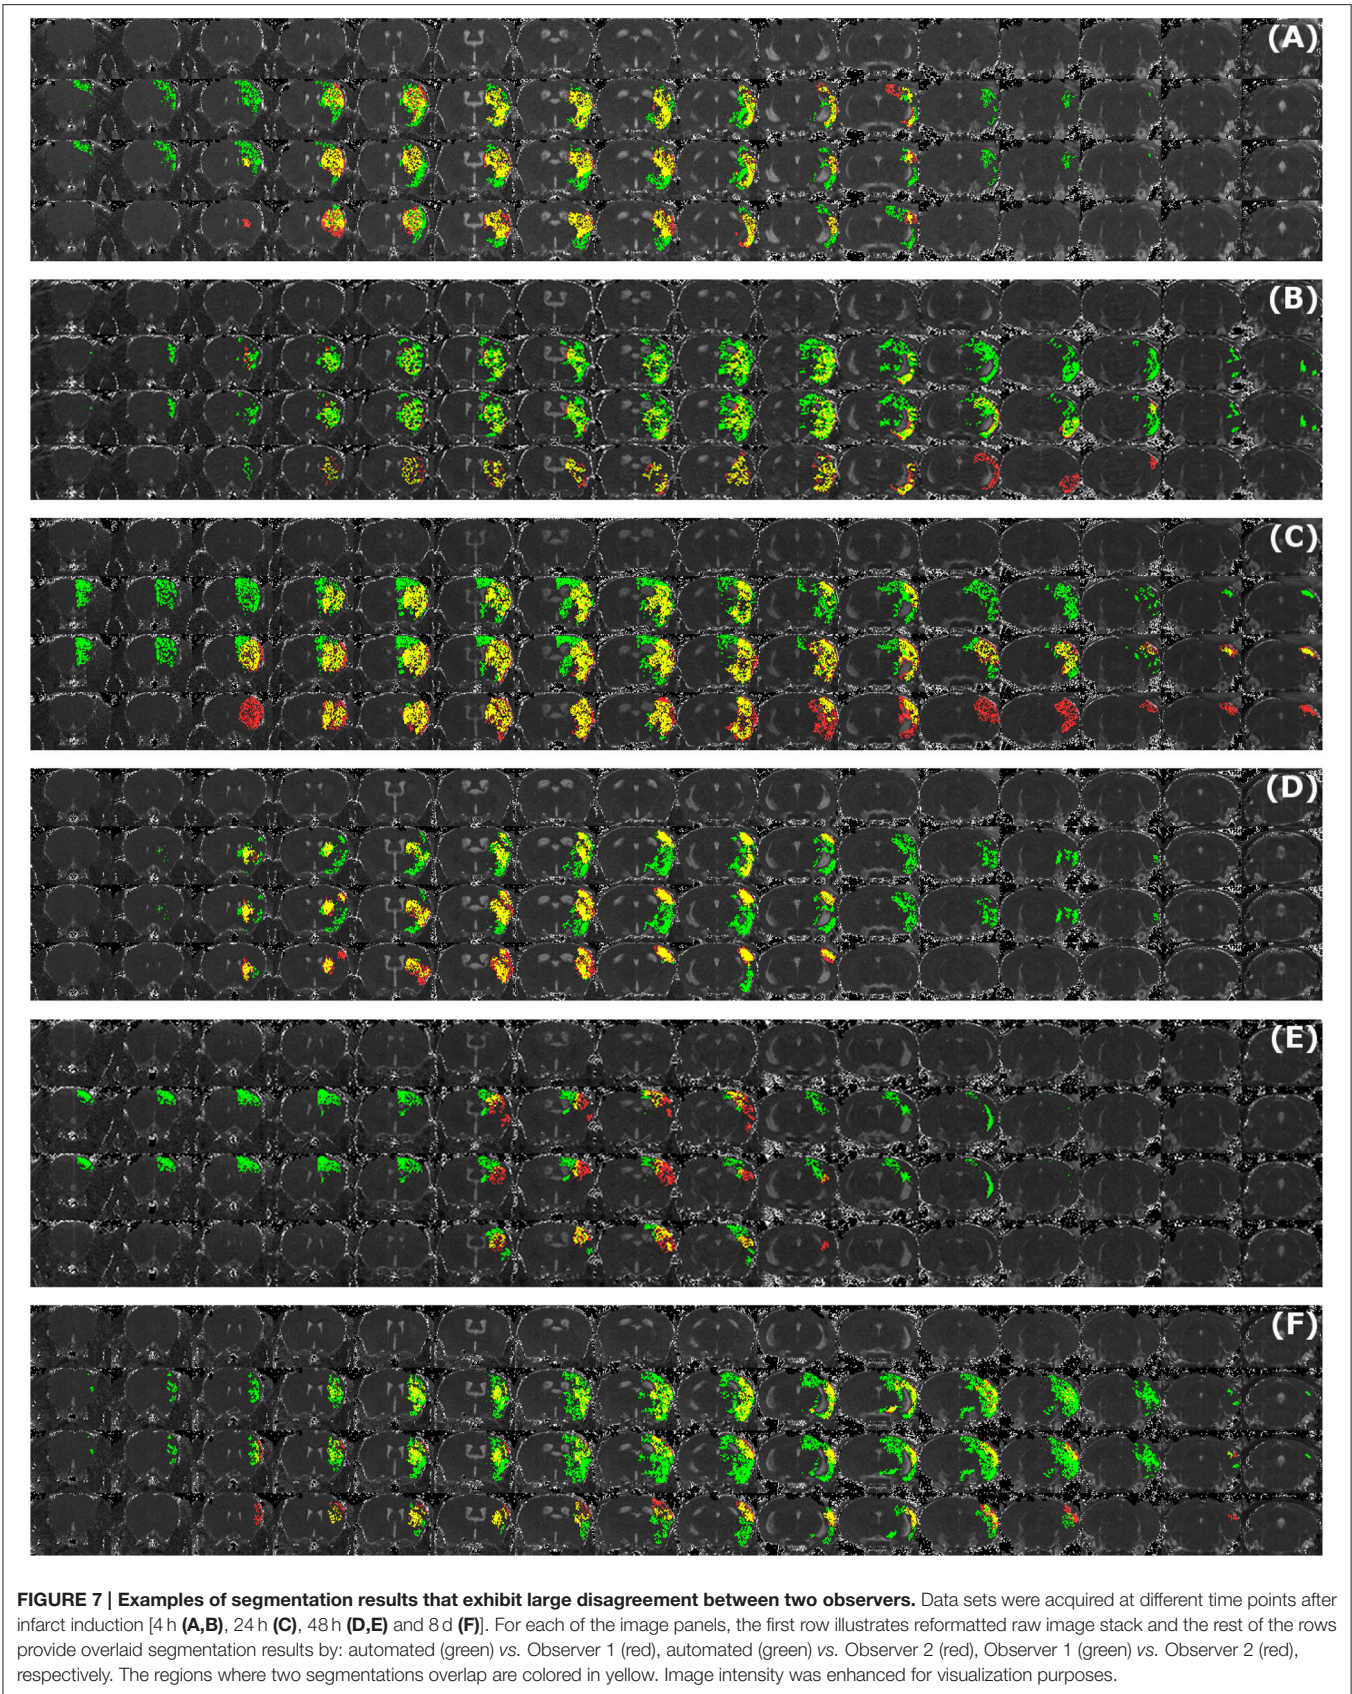 (A)
(B)
(C)
(D)
(E)
(F)
FIGURE 7 | Examples of segmentation results that exhibit large disagreement between two observers. Data sets were acquired at different time points after
infarct induction [4 h (A,B), 24 h (C), 48 h (D,E) and 8 d (F)]. For each of the image panels, the first row illustrates reformatted raw image stack and the rest of the rows
provide overlaid segmentation results by: automated (green) vs. Observer 1 (red), automated (green) vs. Observer 2 (red), Observer 1 (green) vs. Observer 2 (red),
respectively. The regions where two segmentations overlap are colored in yellow. Image intensity was enhanced for visualization purposes.